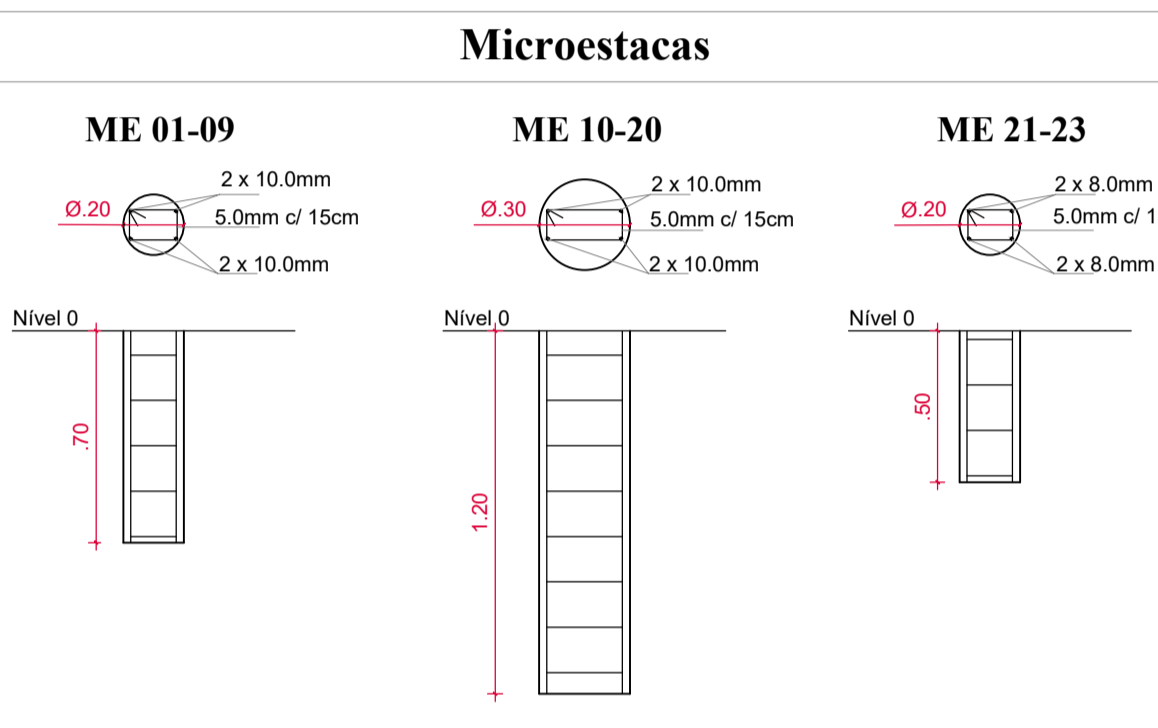 Microestacas
ME 01-09
2 x 10.0mm
Ø.20
5.0mm c/ 15cm
2 x 10.0mm
Nível 0
.70
ME 10-20
2 x 10.0mm
Ø.30
5.0mm c/ 15cm
2 x 10.0mm
Nível 0
1.20
ME 21-23
2 x 8.0mm
Ø.20
5.0mm c/ 1
2 x 8.0mm
Nível 0
.50